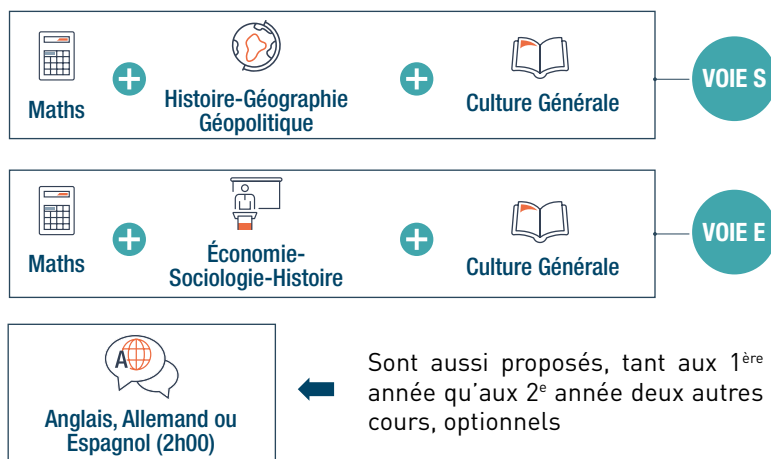 Maths
Histoire-Géographie
Géopolitique
Culture Générale
VOIE S
Maths
Économie-
Sociologie-Histoire
Culture Générale
VOIE E
A
Anglais, Allemand ou
Espagnol (2h00)
Sont aussi proposés, tant aux 1ère
année qu'aux 2e année deux autres
cours, optionnels